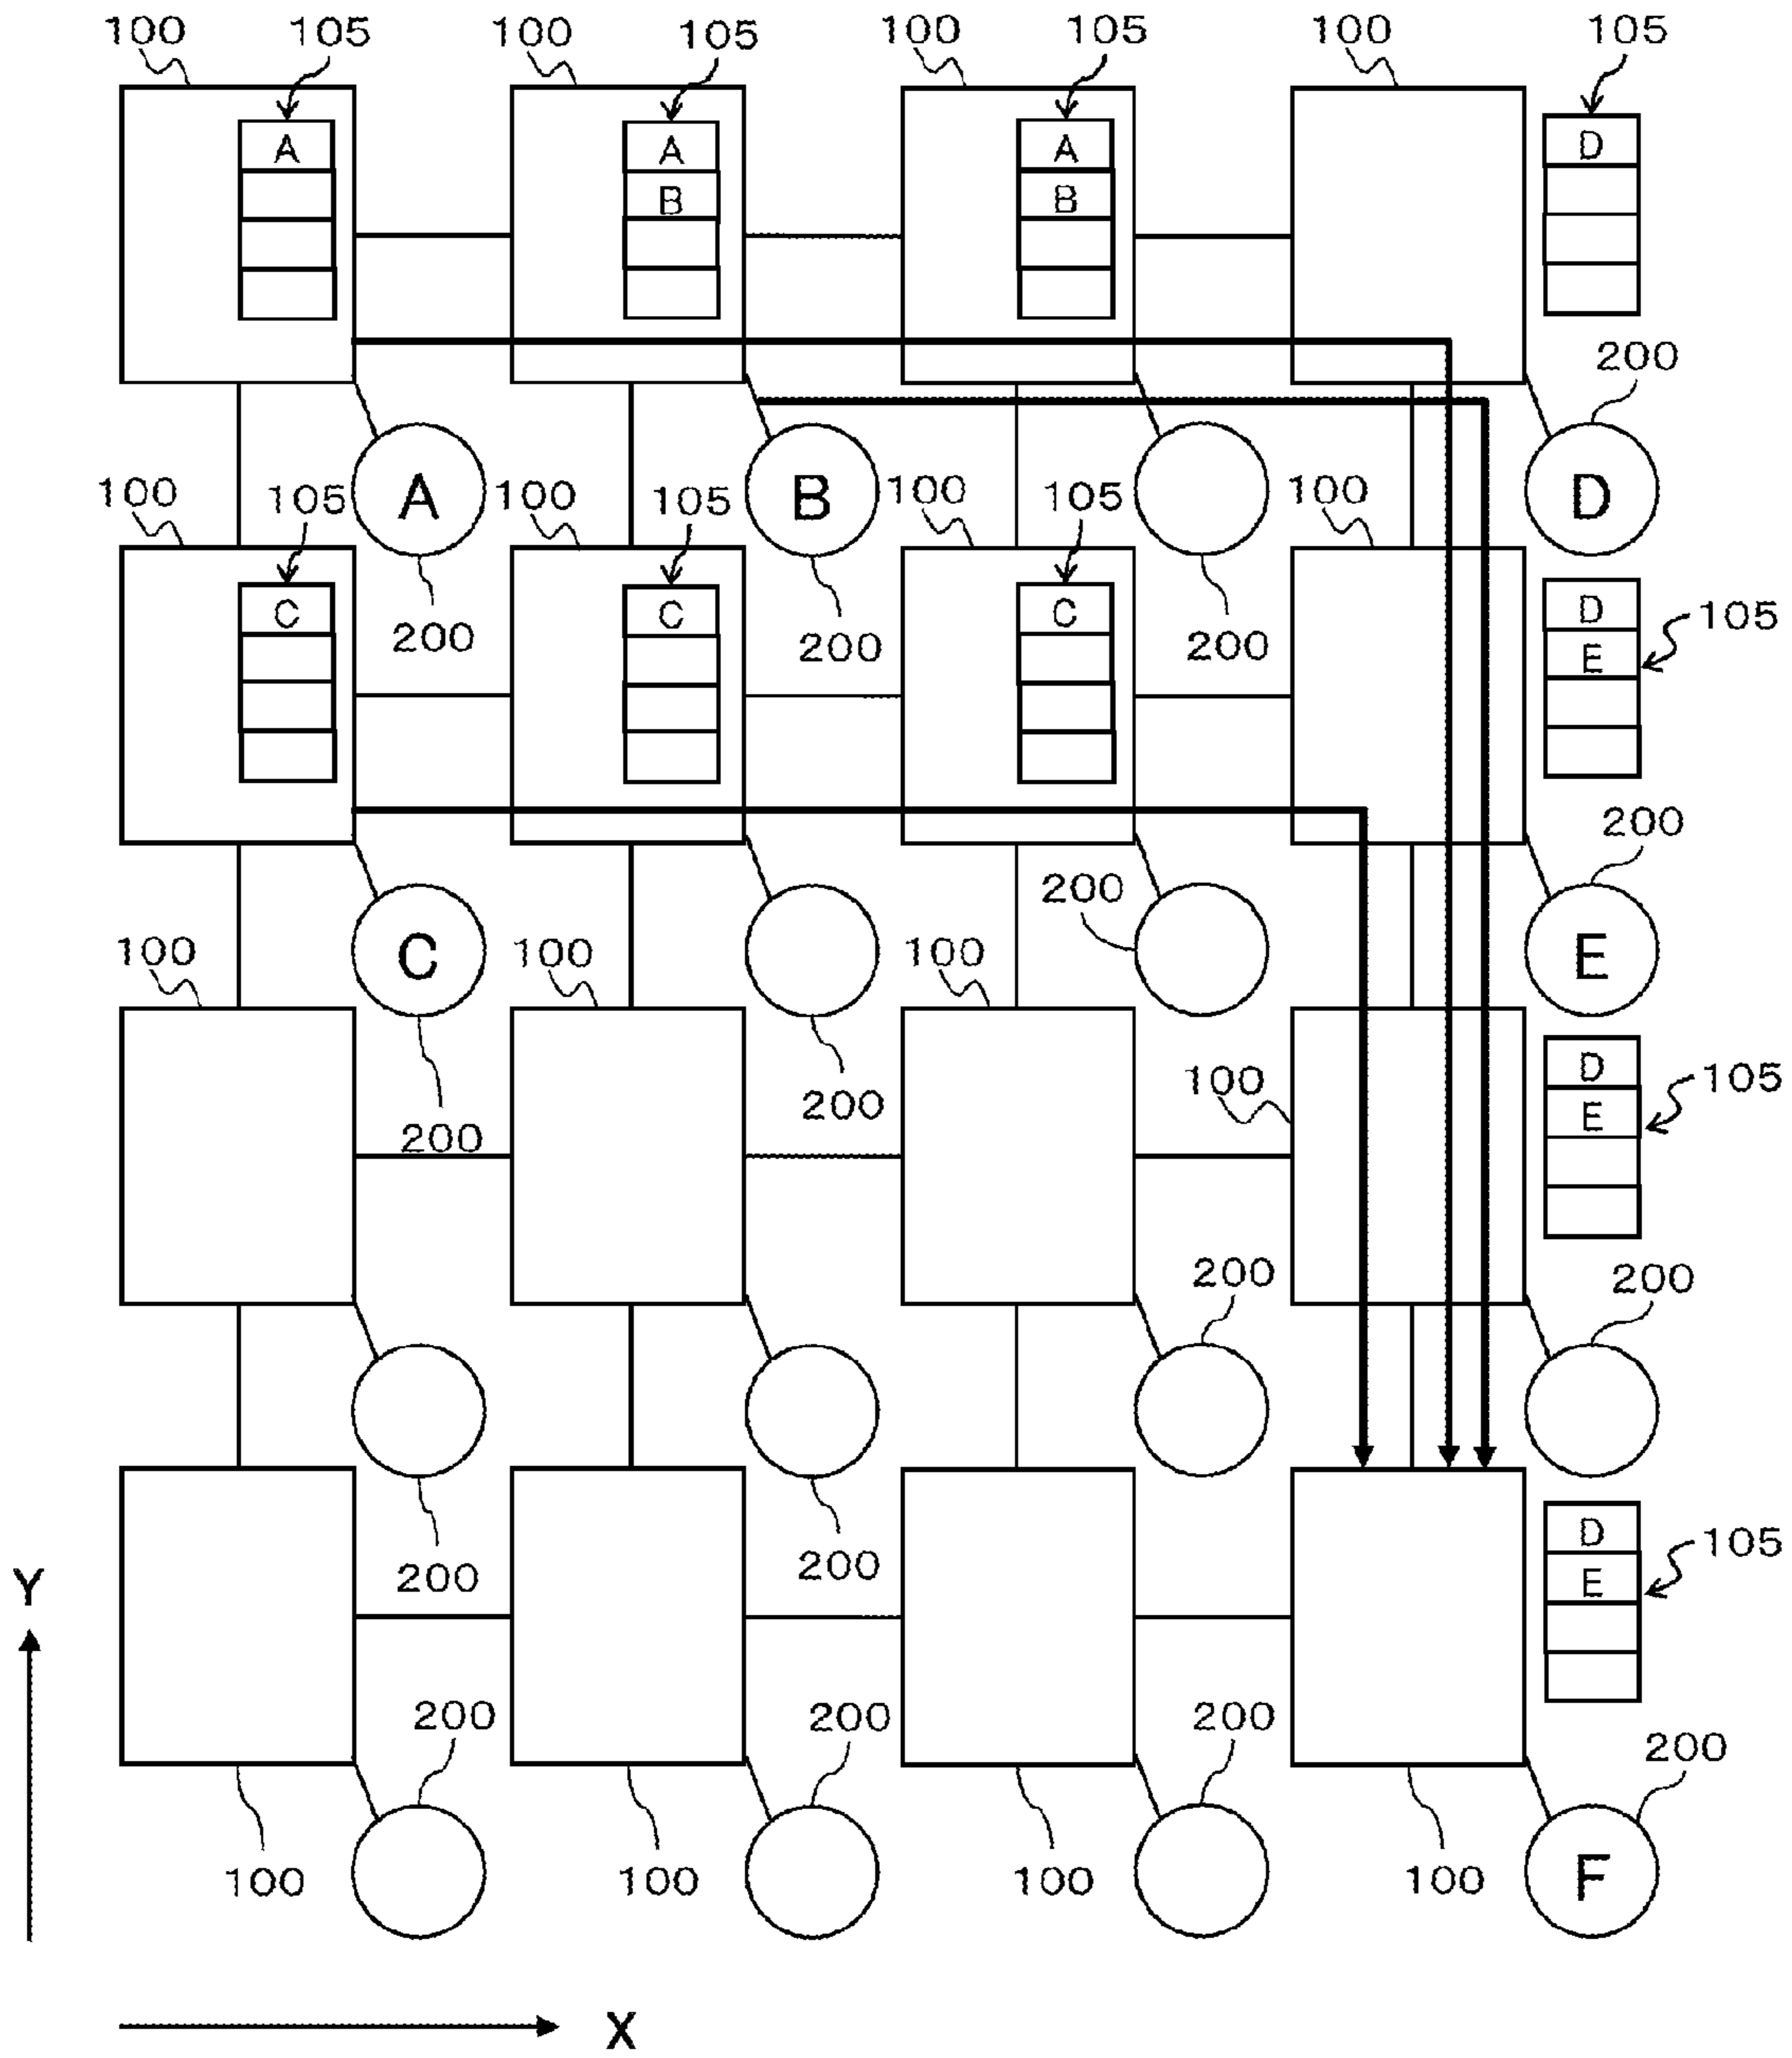 100 105 100 105 100 105 100 105
A A A D
B B
200
A B D
100 105 100 105 100 105 100
200 200 200
C C C D
E 105
200
200
C E
100 100 100
200 200
D
E 105
100
200 200
200 200
D
E 105
Y
200 200 200 200
100 100 100 100
F
X